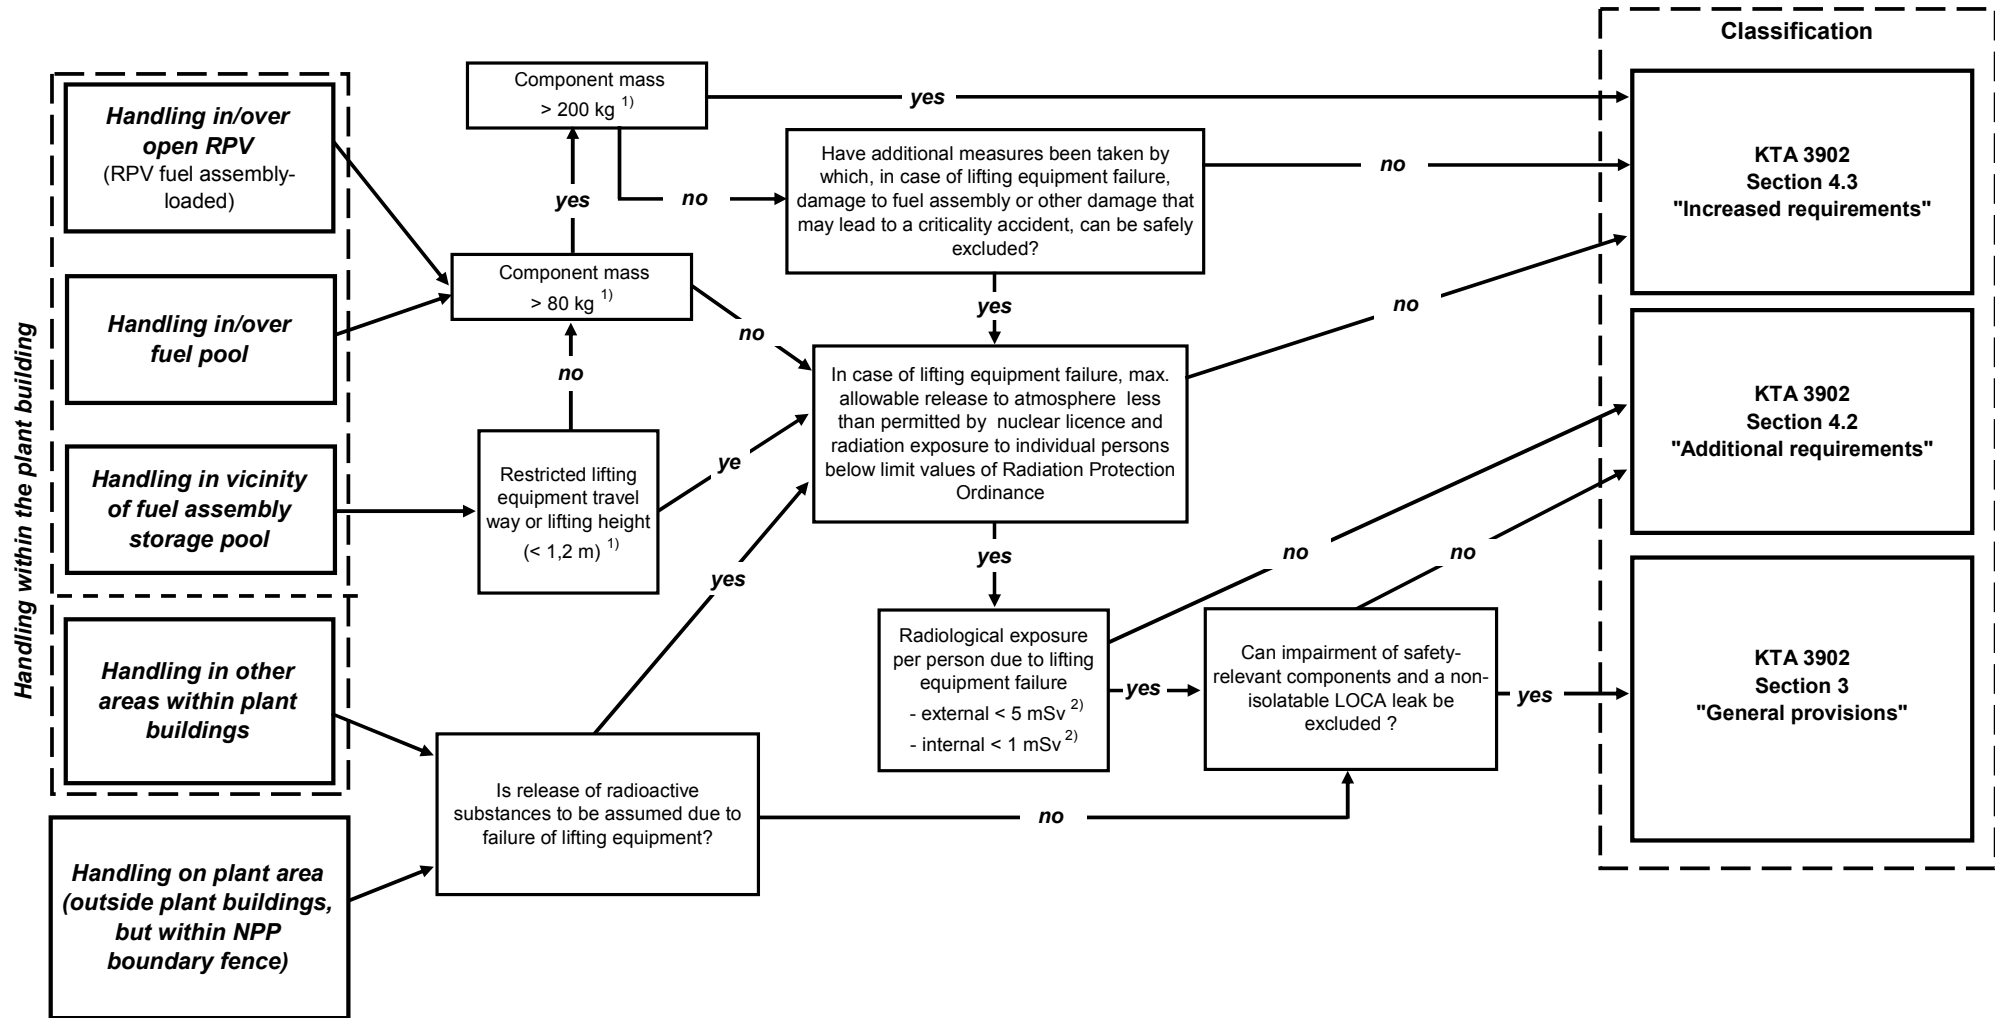 Classification
Handling within the plant building
Handling in/over
open RPV
(RPV fuel assembly-
loaded)
Handling in/over
fuel pool
Handling in vicinity
of fuel assembly
storage pool
Handling in other
areas within plant
buildings
Handling on plant area
(outside plant buildings,
but within NPP
boundary fence)
Component mass
> 200 kg 1)
yes
no
yes
Component mass
> 80 kg 1)
no
no
Restricted lifting
equipment travel
way or lifting height
(< 1,2 m) 1)
ye
yes
Is release of radioactive
substances to be assumed due to
failure of lifting equipment?
no
Have additional measures been taken by
which, in case of lifting equipment failure,
damage to fuel assembly or other damage that
may lead to a criticality accident, can be safely
excluded?
no
yes
In case of lifting equipment failure, max.
allowable release to atmosphere less
than permitted by nuclear licence and
radiation exposure to individual persons
below limit values of Radiation Protection
Ordinance
no
yes
Radiological exposure
per person due to lifting
equipment failure
- external < 5 mSv 2)
- internal < 1 mSv 2)
no
yes
Can impairment of safety-
relevant components and a non-
isolatable LOCA leak be
excluded ?
no
yes
KTA 3902
Section 4.3
"Increased requirements"
KTA 3902
Section 4.2
"Additional requirements"
KTA 3902
Section 3
"General provisions"